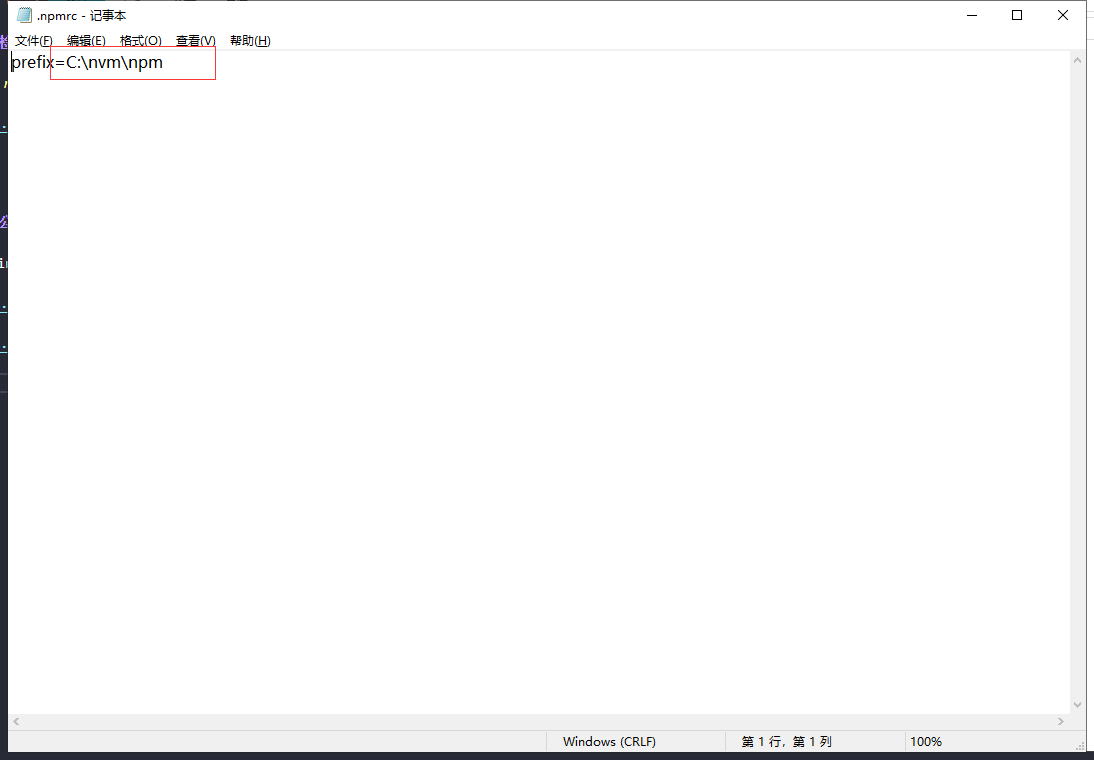 .npmrc - 记事本
文件(F) 编辑(E) 格式(O) 查看(V) 帮助(H)
prefix=C:\nvm\npm
Windows (CRLF) 第 1 行，第 1 列 100%